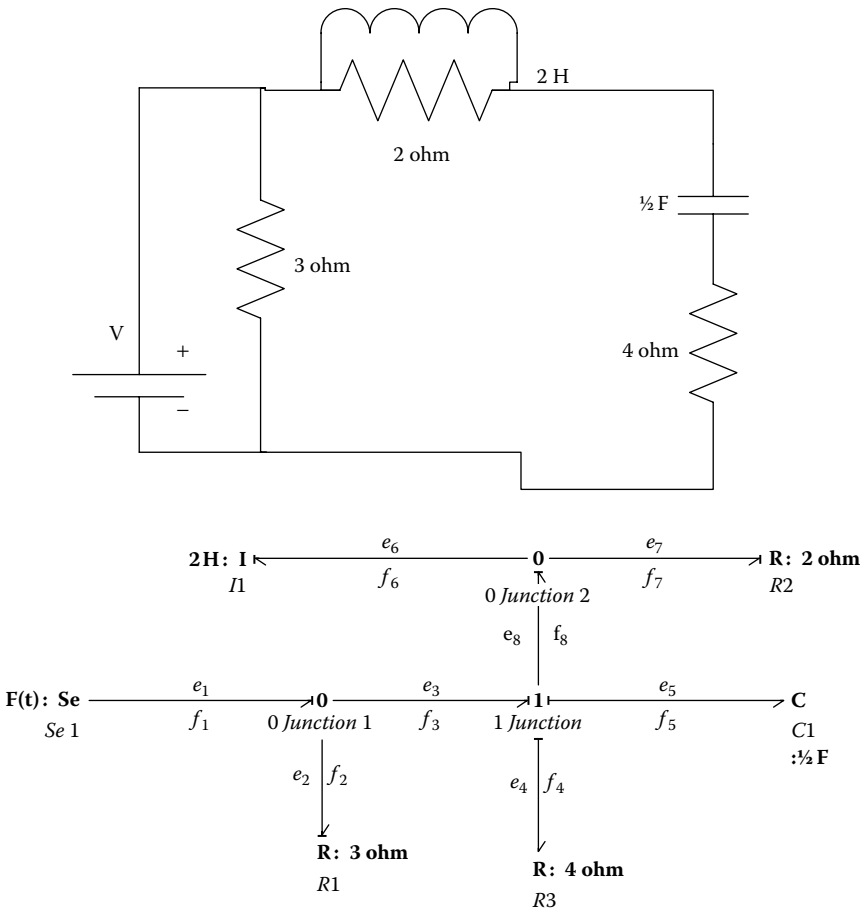 2 H
2 ohm
½ F
3 ohm
V
+
4 ohm
−
e6 e7
2H: I 0 R: 2 ohm
I1 f6 f7 R2
0 Junction 2
e8 f8
e1 e3 e5
F(t): Se 0 1 C
Se 1 f1 0 Junction 1 f3 1 Junction f5 C1
:½ F
e2 f2 e4 f4
R: 3 ohm
R: 4 ohm
R1
R3